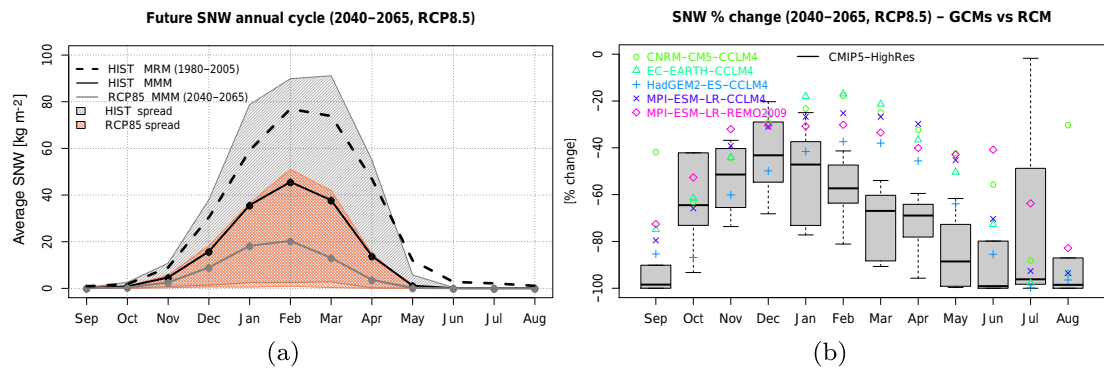 Future SNW annual cycle (2040−2065, RCP8.5)
Average SNW [kg m-2]
100
80
60
40
20
0
HIST MRM (1980−2005)
HIST MMM
RCP85 MMM (2040−2065)
HIST spread
RCP85 spread
Sep Oct Nov Dec Jan Feb Mar Apr May Jun Jul Aug
(a)
SNW % change (2040−2065, RCP8.5) − GCMs vs RCM
[% change]
0
−20
−40
−60
−80
−100
CNRM−CM5−CCLM4
EC−EARTH−CCLM4
HadGEM2−ES−CCLM4
MPI−ESM−LR−CCLM4
MPI−ESM−LR−REMO2009
CMIP5−HighRes
Sep Oct Nov Dec Jan Feb Mar Apr May Jun Jul Aug
(b)